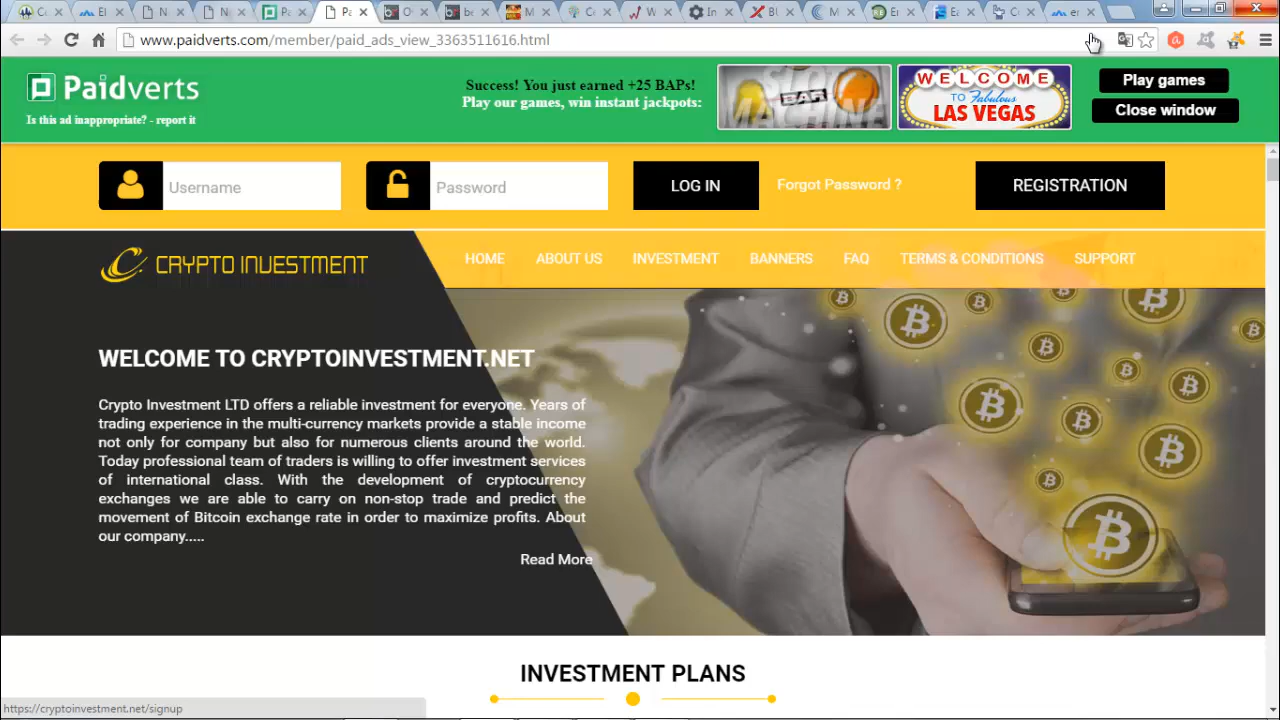 www.paidverts.com/member/paid_ads_view_3363511616.html
Paidverts
Is this ad inappropriate? - report it
Success! You just earned +25 BAPs!
Play our games, win instant jackpots:
SLOT
BAR
MACHINE
WELCOME
TO Fabulous
LAS VEGAS
Play games
Close window
Username
Password
LOG IN
Forgot Password ?
REGISTRATION
CRYPTO INVESTMENT
HOME
ABOUT US
INVESTMENT
BANNERS
FAQ
TERMS & CONDITIONS
SUPPORT
WELCOME TO CRYPTOINVESTMENT.NET
Crypto Investment LTD offers a reliable investment for everyone. Years of
trading experience in the multi-currency markets provide a stable income
not only for company but also for numerous clients around the world.
Today professional team of traders is willing to offer investment services
of international class. With the development of cryptocurrency
exchanges we are able to carry on non-stop trade and predict the
movement of Bitcoin exchange rate in order to maximize profits. About
our company.....
Read More
INVESTMENT PLANS
https://cryptoinvestment.net/signup